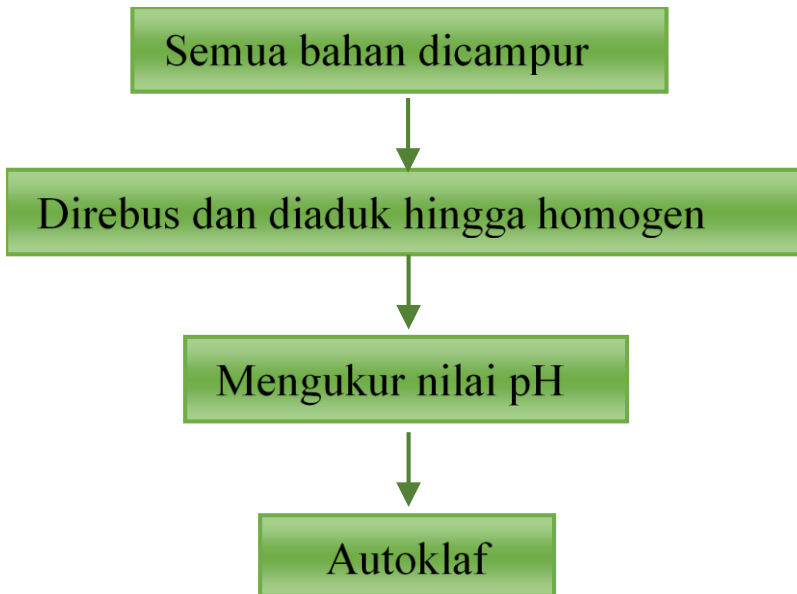 Semua bahan dicampur
Direbus dan diaduk hingga homogen
Mengukur nilai pH
Autoklaf